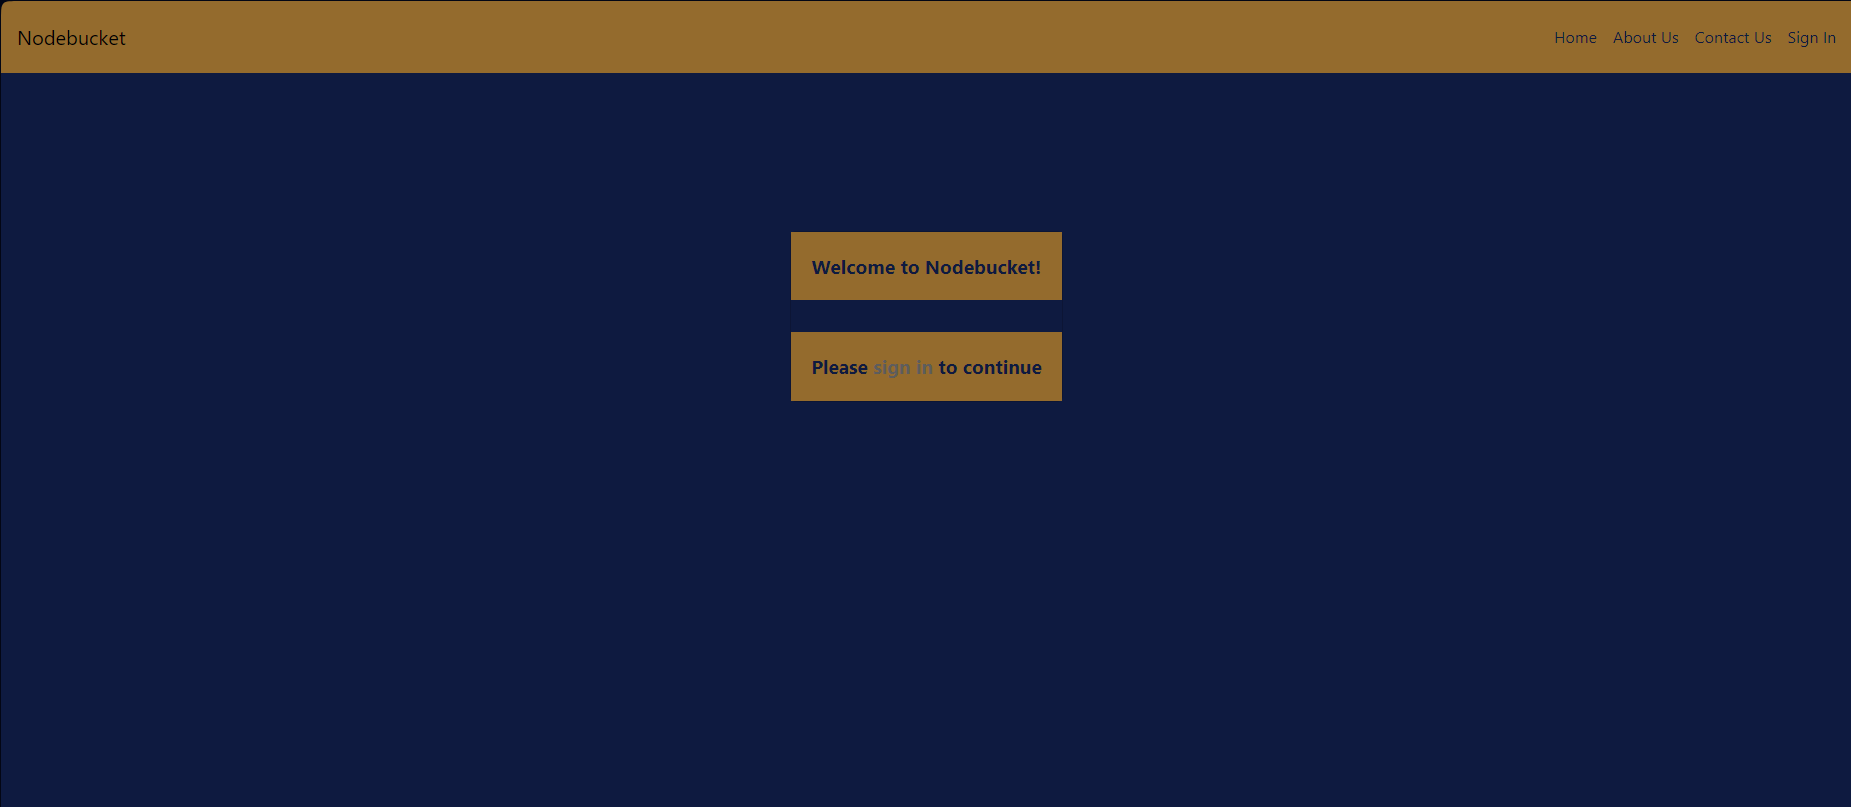 Nodebucket
Home About Us Contact Us Sign In
Welcome to Nodebucket!
Please sign in to continue